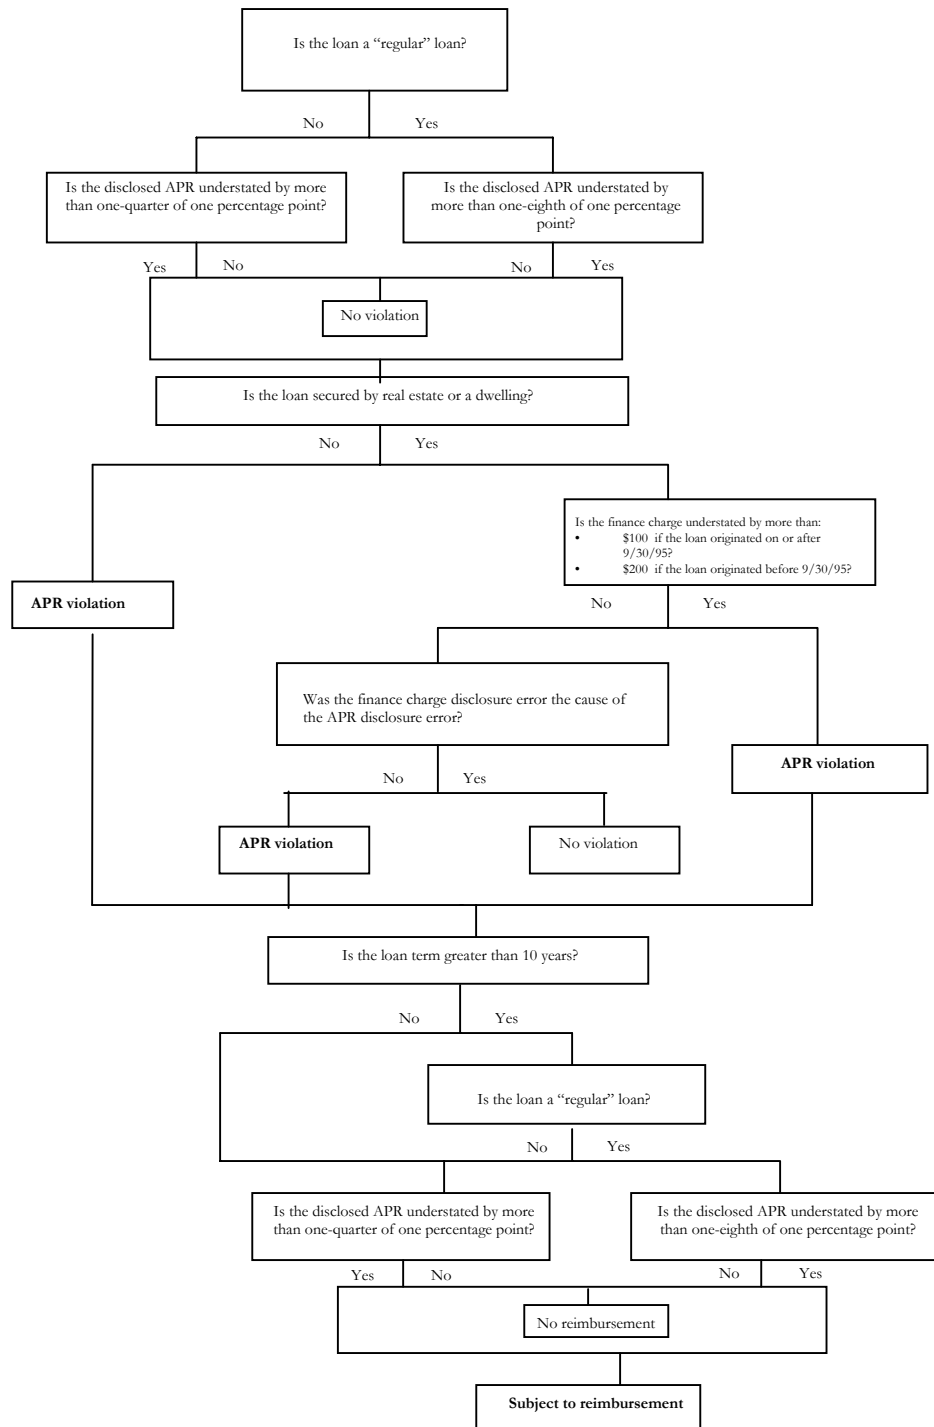 Is the loan a “regular” loan?
No Yes
Is the disclosed APR understated by more
than one-quarter of one percentage point?
Is the disclosed APR understated by
more than one-eighth of one percentage
point?
Yes No
No Yes
No violation
Is the loan secured by real estate or a dwelling?
No Yes
Is the finance charge understated by more than:
• $100 if the loan originated on or after
9/30/95?
• $200 if the loan originated before 9/30/95?
APR violation
No Yes
Was the finance charge disclosure error the cause of
the APR disclosure error?
APR violation
No Yes
APR violation
No violation
Is the loan term greater than 10 years?
No Yes
Is the loan a “regular” loan?
No Yes
Is the disclosed APR understated by more
than one-quarter of one percentage point?
Is the disclosed APR understated by more
than one-eighth of one percentage point?
Yes No
No Yes
No reimbursement
Subject to reimbursement